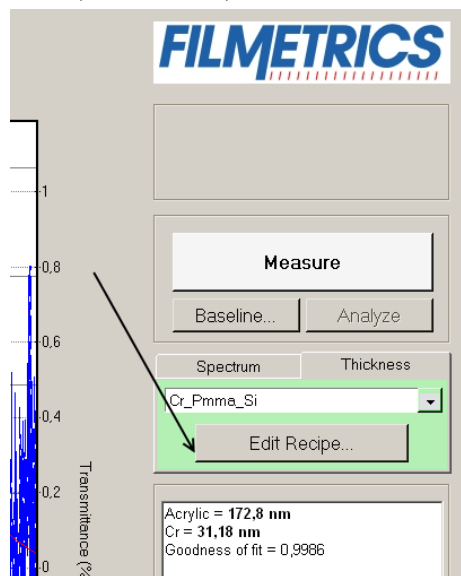 FILMETRICS
1
0,8
0,6
0,4
0,2
0
Transmittance (%
Measure
Baseline...
Analyze
Spectrum
Thickness
Cr_Pmma_Si
Edit Recipe...
Acrylic = 172,8 nm
Cr = 31,18 nm
Goodness of fit = 0,9986